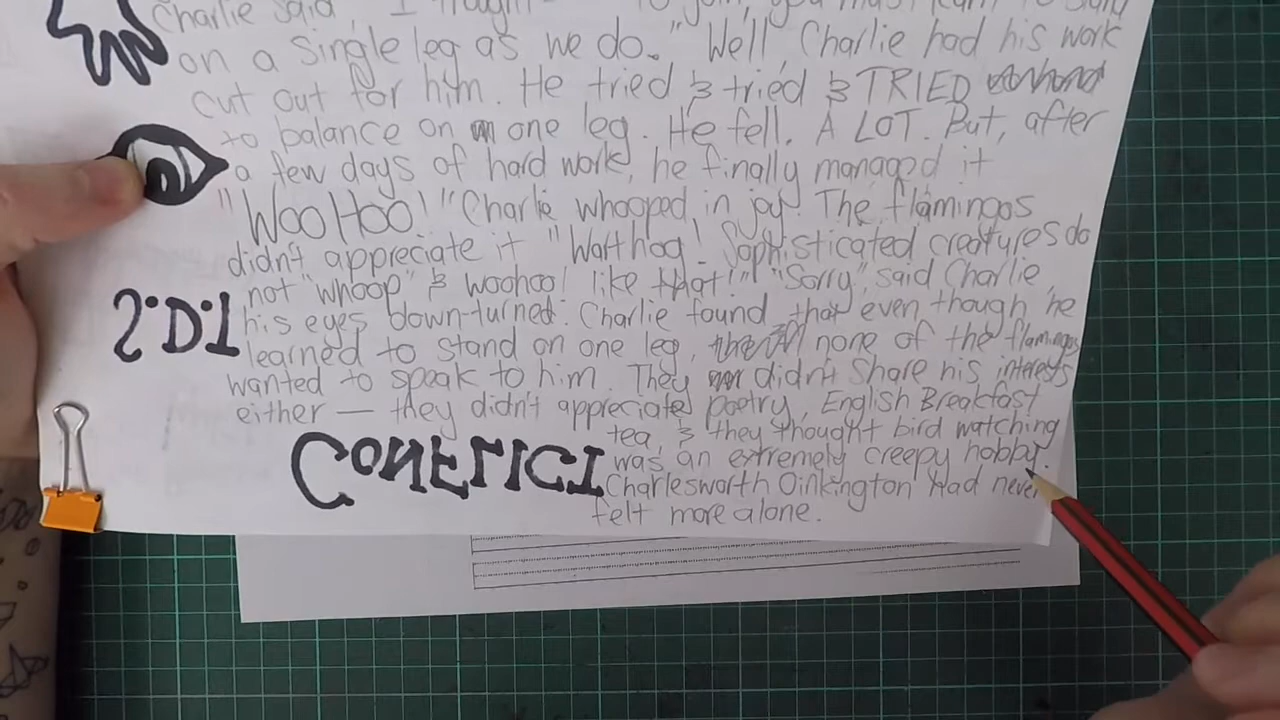 Charlie said, "I
on a single leg as we do." Well, Charlie had his work
cut out for him. He tried & tried & TRIED
to balance on one leg. He fell. A LOT. But, after
a few days of hard work, he finally managed it
"WOOHOO!" Charlie whooped in joy. The flamingos
didn't appreciate it "Warthog! Sophisticated creatures do
not "whoop" & woohoo! like that!" "Sorry", said Charlie,
his eyes down-turned. Charlie found that even though he
learned to stand on one leg, none of the flamingos
wanted to speak to him. They didn't share his interests
either — they didn't appreciate poetry, English Breakfast
tea, & they thought bird watching
was an extremely creepy hobby.
Charlesworth Oinkington had never
felt more alone.